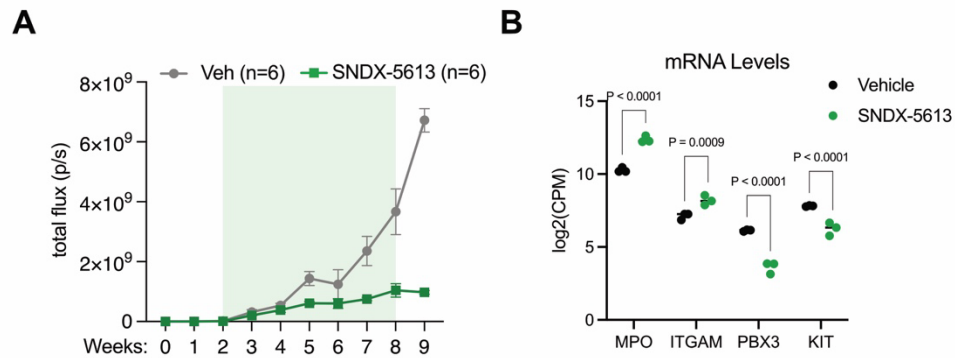 A
Veh (n=6)
SNDX-5613 (n=6)
total flux (p/s)
8×10⁹
6×10⁹
4×10⁹
2×10⁹
0
Weeks: 0 1 2 3 4 5 6 7 8 9
B
mRNA Levels
Vehicle
SNDX-5613
log2(CPM)
15
10
5
0
P < 0.0001
P = 0.0009
P < 0.0001
P < 0.0001
MPO ITGAM PBX3 KIT